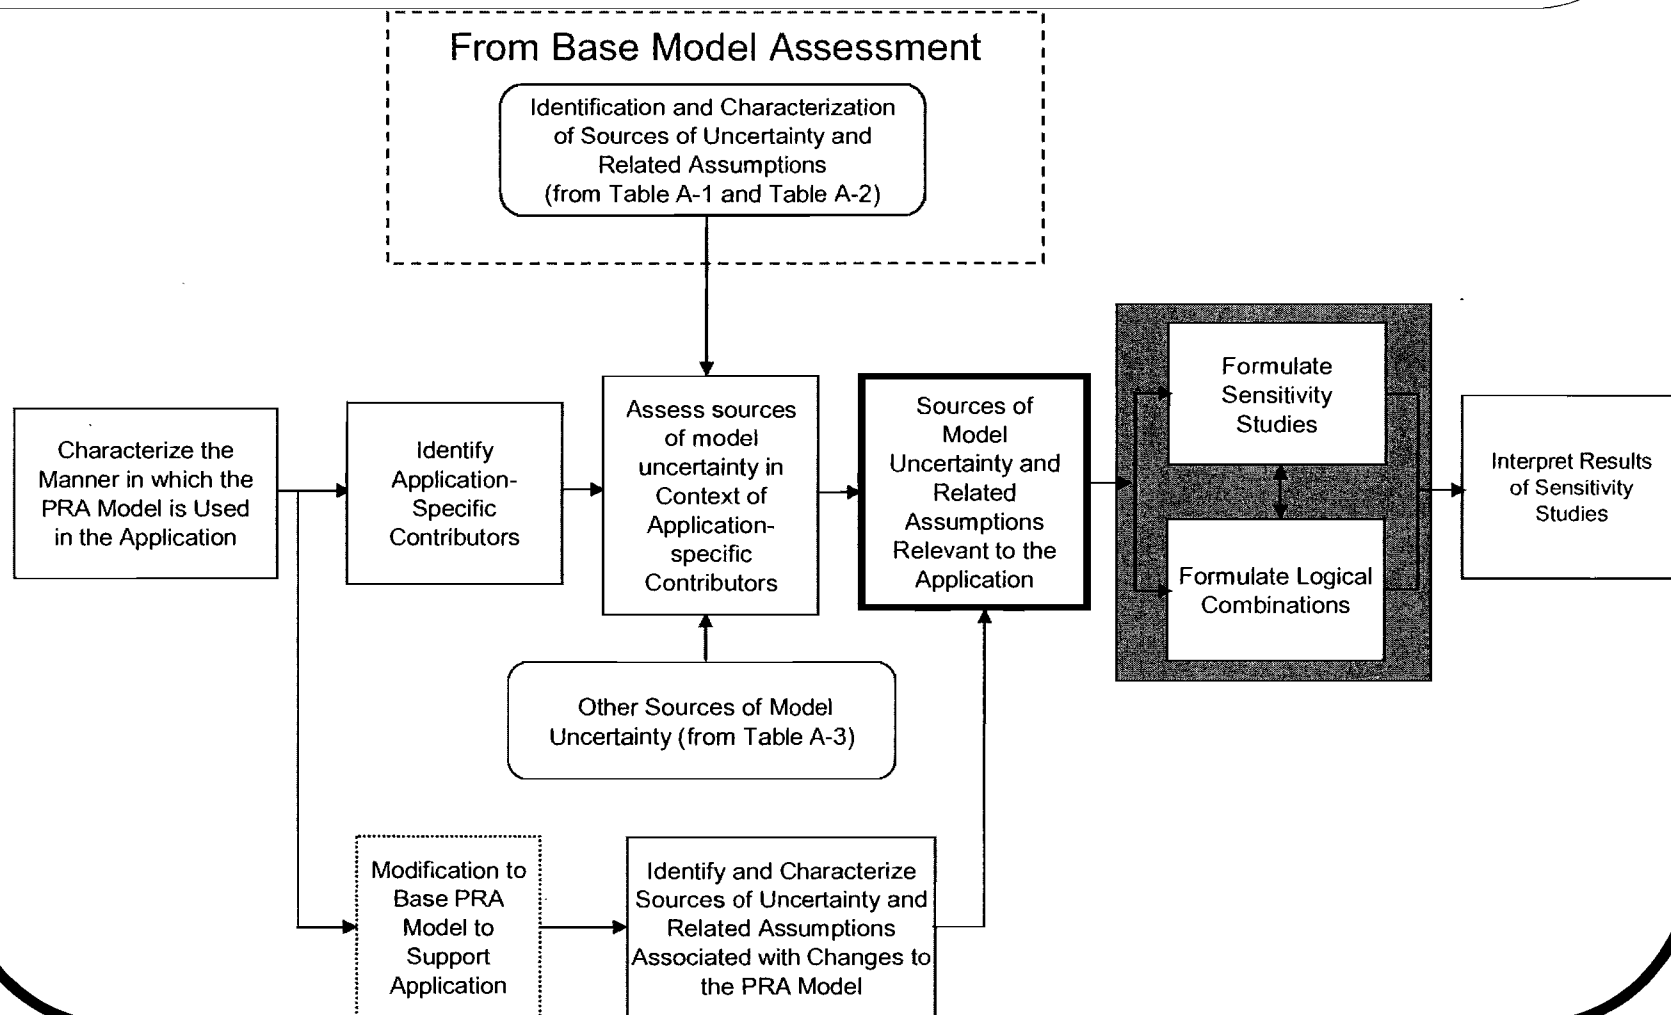 From Base Model Assessment
Identification and Characterization
of Sources of Uncertainty and
Related Assumptions
(from Table A-1 and Table A-2)
Characterize the
Manner in which the
PRA Model is Used
in the Application
Identify
Application-
Specific
Contributors
Assess sources
of model
uncertainty in
Context of
Application-
specific
Contributors
Sources of
Model
Uncertainty and
Related
Assumptions
Relevant to the
Application
Formulate
Sensitivity
Studies
Formulate Logical
Combinations
Interpret Results
of Sensitivity
Studies
Other Sources of Model
Uncertainty (from Table A-3)
Modification to
Base PRA
Model to
Support
Application
Identify and Characterize
Sources of Uncertainty and
Related Assumptions
Associated with Changes to
the PRA Model